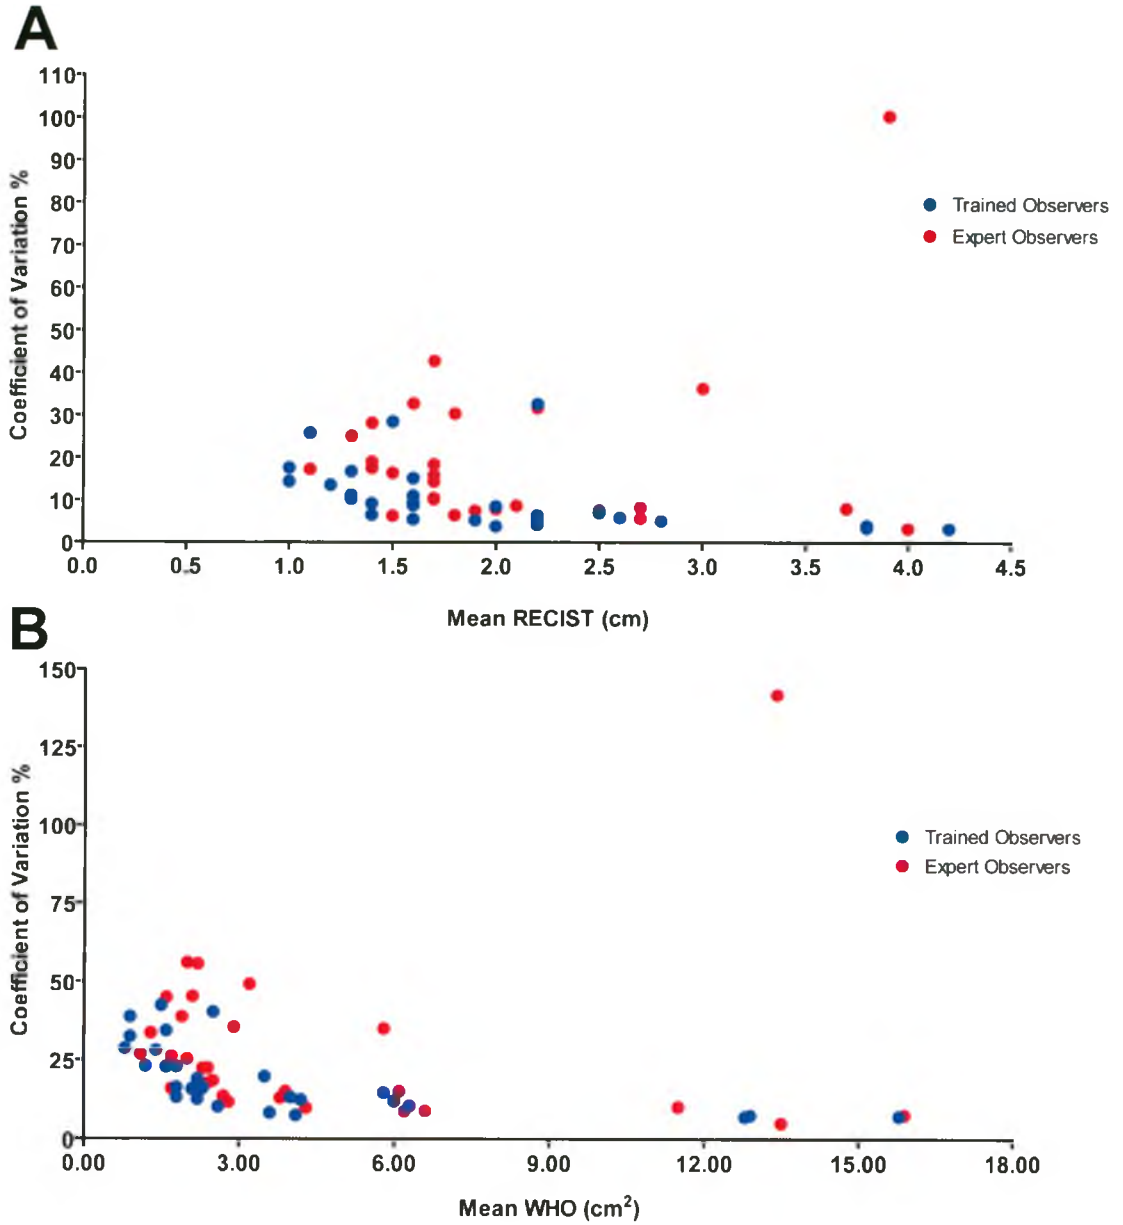 A
110
100
90
80
70
60
50
40
30
20
10
0
Coefficient of Variation %
Trained Observers
Expert Observers
0.0 0.5 1.0 1.5 2.0 2.5 3.0 3.5 4.0 4.5
Mean RECIST (cm)
B
150
125
100
75
50
25
0
Coefficient of Variation %
Trained Observers
Expert Observers
0.00 3.00 6.00 9.00 12.00 15.00 18.00
Mean WHO (cm²)